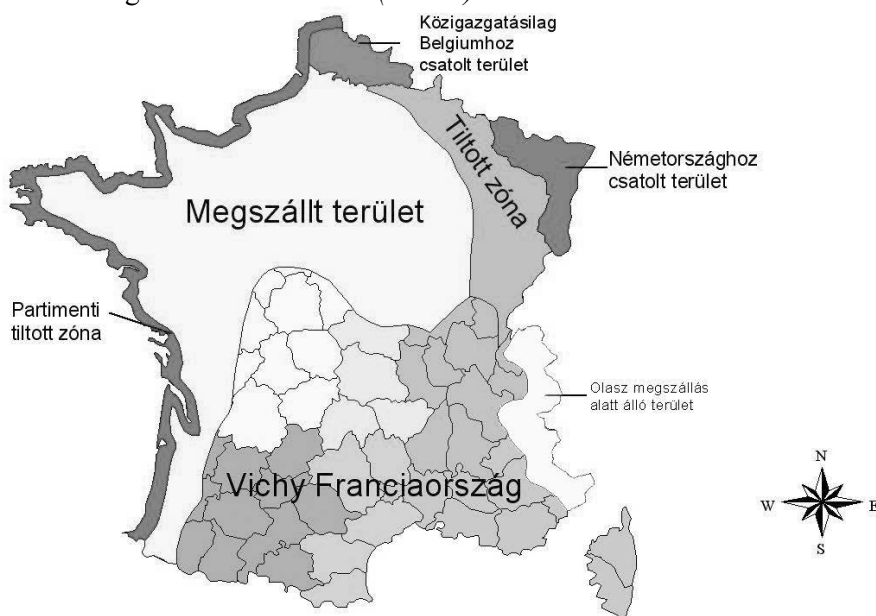 Közigazgatásilag
Belgiumhoz
csatolt terület
Tiltott zóna
Németországhoz
csatolt terület
Megszállt terület
Partimenti
tiltott zóna
Olasz megszállás
alatt álló terület
Vichy Franciaország
N
W
E
S